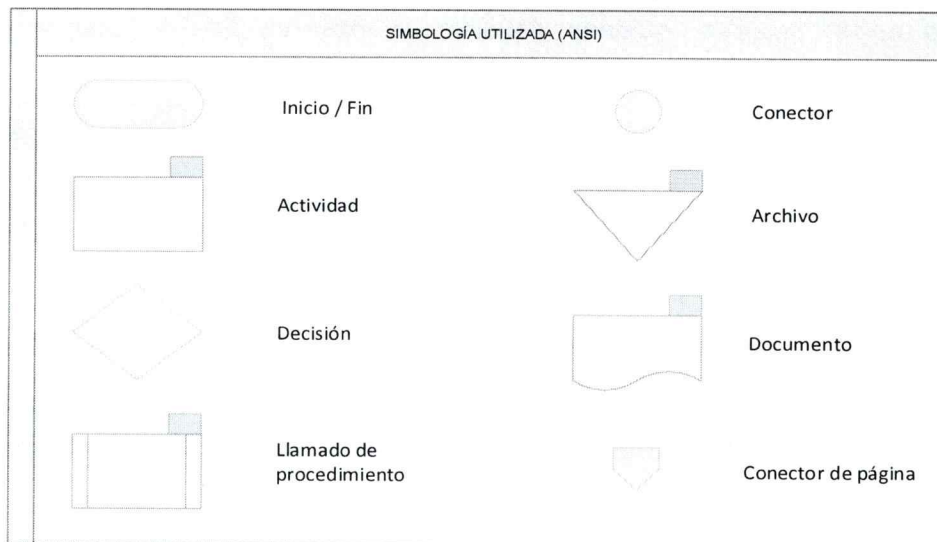 SIMBOLOGÍA UTILIZADA (ANSI)
Inicio / Fin
Conector
Actividad
Archivo
Decisión
Documento
Llamado de
procedimiento
Conector de página